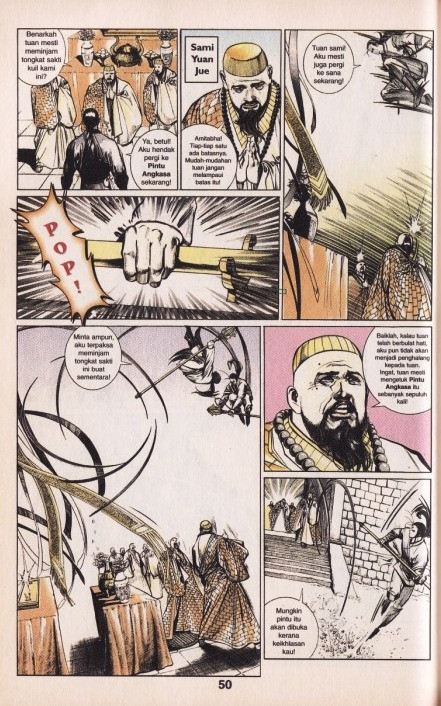 Benarkah
tuan mesti
meminjam
tongkat sakti
kuil kami
ini?
Ya, betul!
Aku hendak
pergi ke
Pintu
Angkasa
sekarang!
Sami
Yuan
Jue
Amitabha!
Tiap-tiap satu
ada batasnya.
Mudah-mudahan
tuan jangan
melampaui
batas itu!
Tuan sami!
Aku mesti
juga pergi
ke sana
sekarang!
POP!
Minta ampun,
aku terpaksa
meminjam
tongkat sakti
ini buat
sementara!
Baiklah, kalau tuan
telah berbulat hati,
aku pun tidak akan
menjadi penghalang
kepada tuan.
Ingat, tuan mesti
mengetuk Pintu
Angkasa itu
sebanyak sepuluh
kali!
Mungkin
pintu itu
akan dibuka
kerana
keikhlasan
kau!
50